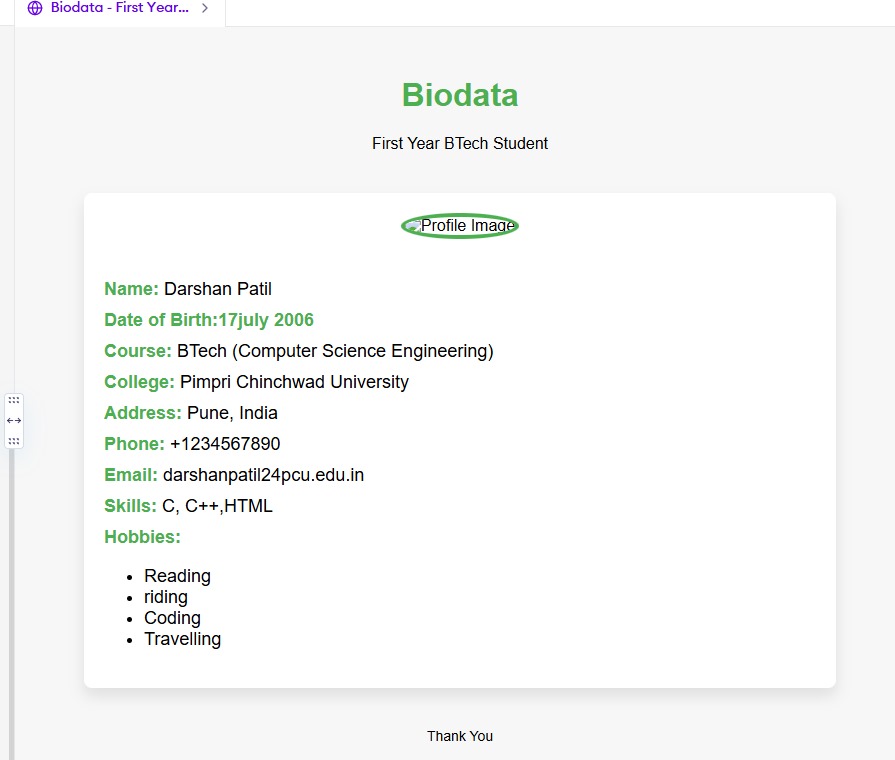 Biodata - First Year...
Biodata
First Year BTech Student
Profile Image
Name: Darshan Patil
Date of Birth:17july 2006
Course: BTech (Computer Science Engineering)
College: Pimpri Chinchwad University
Address: Pune, India
Phone: +1234567890
Email: darshanpatil24pcu.edu.in
Skills: C, C++,HTML
Hobbies:
Reading
riding
Coding
Travelling
Thank You